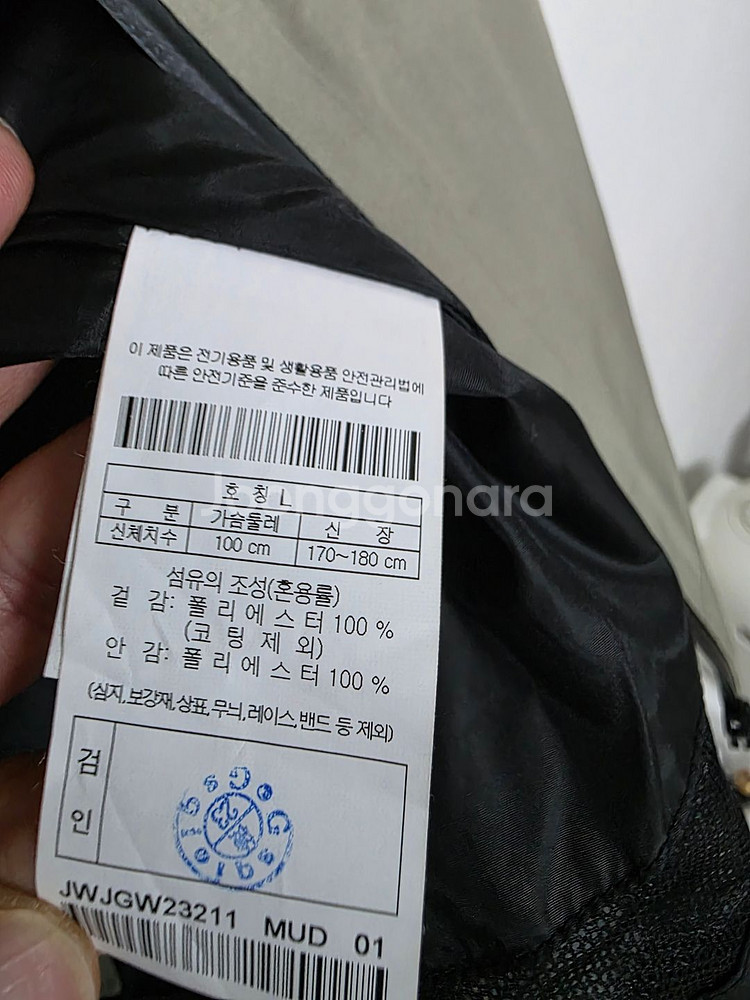 이 제품은 전기용품 및 생활용품 안전관리법에
따른 안전기준을 준수한 제품입니다
호 칭 L
구 분 가슴둘레 신 장
신체치수 100 cm 170~180 cm
Joonggonara
섬유의 조성(혼용률)
겉 감: 폴 리 에 스 터 100 %
(코 팅 제 외)
안 감: 폴 리 에 스 터 100 %
(심지,보강재,상표,무늬,레이스,밴드 등 제외)
검
인
JWJGW23211 MUD 01